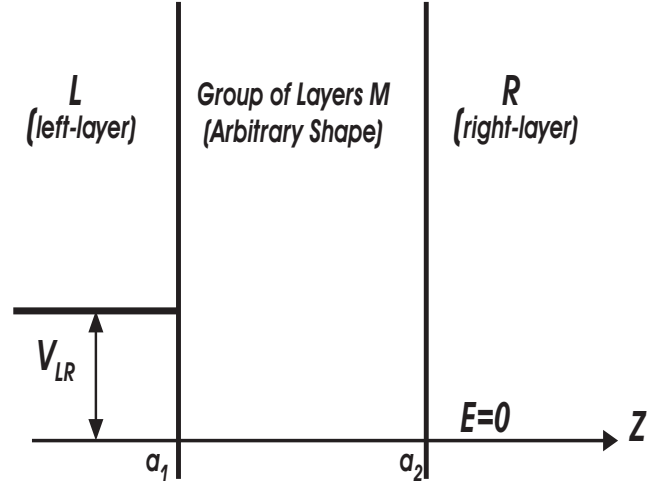 L
(left-layer)
Group of Layers M
(Arbitrary Shape)
R
(right-layer)
V_LR
E=0
Z
a_1
a_2